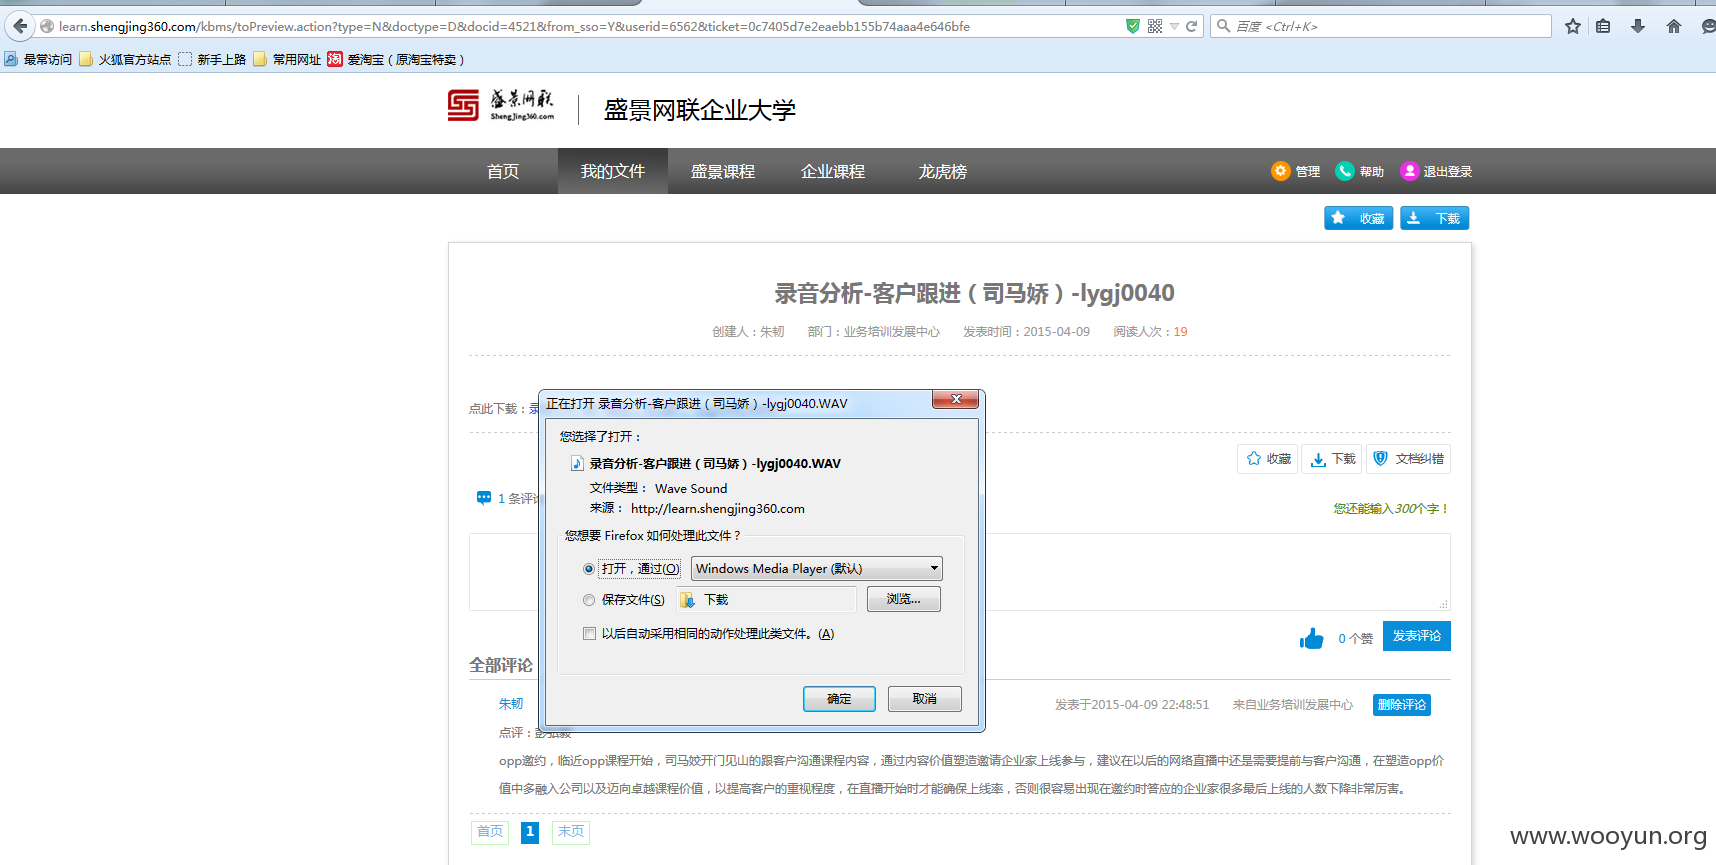 learn.shengjing360.com/kbms/toPreview.action?type=N&doctype=D&docid=4521&from_sso=Y&userid=6562&ticket=0c7405d7e2eaebb155b74aaa4e646bfe
百度 <Ctrl+K>
最常访问 火狐官方站点 新手上路 常用网址 淘 爱淘宝（原淘宝特卖）
盛景网联 ShengJing360.com 盛景网联企业大学
首页 我的文件 盛景课程 企业课程 龙虎榜 管理 帮助 退出登录
收藏 下载
录音分析-客户跟进（司马娇）-lygj0040
创建人：朱韧 部门：业务培训发展中心 发表时间：2015-04-09 阅读人次：19
点此下载：录
正在打开 录音分析-客户跟进（司马娇）-lygj0040.WAV
您选择了打开：
录音分析-客户跟进（司马娇）-lygj0040.WAV
文件类型： Wave Sound
来源： http://learn.shengjing360.com
您想要 Firefox 如何处理此文件？
打开，通过(O) Windows Media Player (默认)
保存文件(S) 下载 浏览...
以后自动采用相同的动作处理此类文件。(A)
确定 取消
收藏 下载 文档纠错
1 条评论
您还能输入300个字！
0 个赞 发表评论
全部评论
朱韧 发表于2015-04-09 22:48:51 来自业务培训发展中心 删除评论
点评：
opp邀约，临近opp课程开始，司马姣开门见山的跟客户沟通课程内容，通过内容价值塑造邀请企业家上线参与，建议在以后的网络直播中还是需要提前与客户沟通，在塑造opp价
值中多融入公司以及迈向卓越课程价值，以提高客户的重视程度，在直播开始时才能确保上线率，否则很容易出现在邀约时答应的企业家很多最后上线的人数下降非常厉害。
首页 1 末页
www.wooyun.org